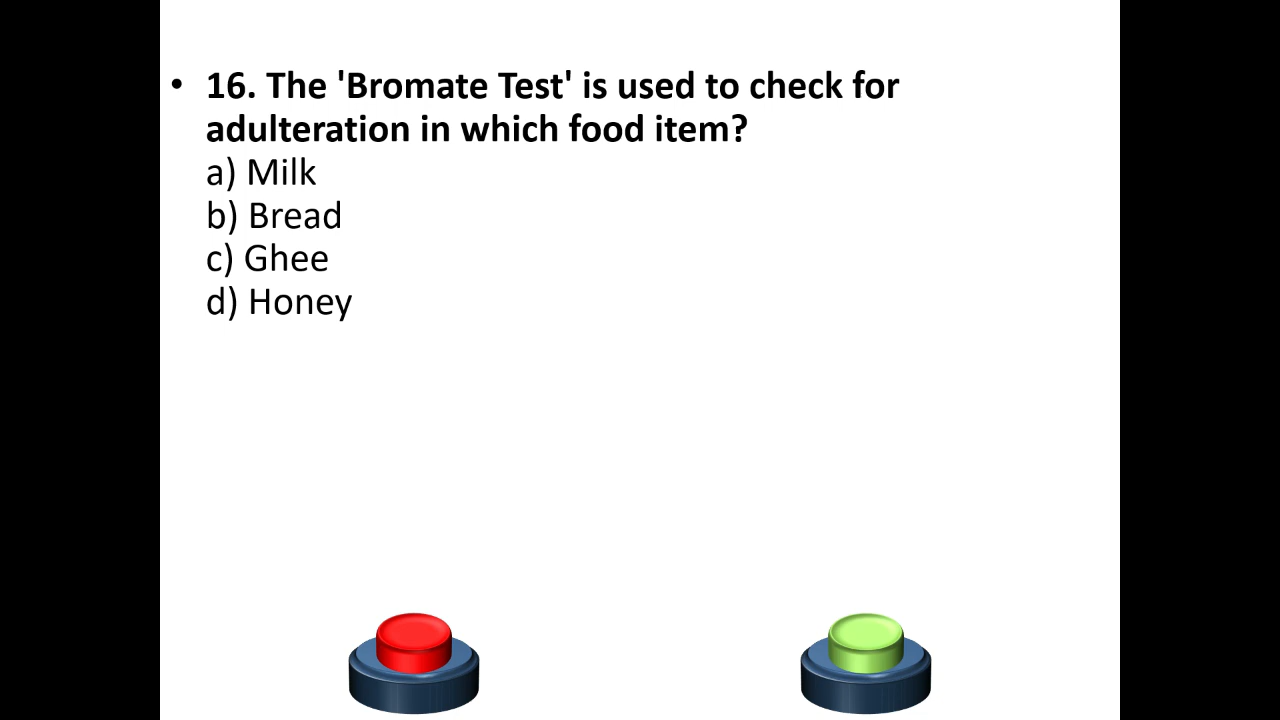 • 16. The 'Bromate Test' is used to check for
adulteration in which food item?
a) Milk
b) Bread
c) Ghee
d) Honey